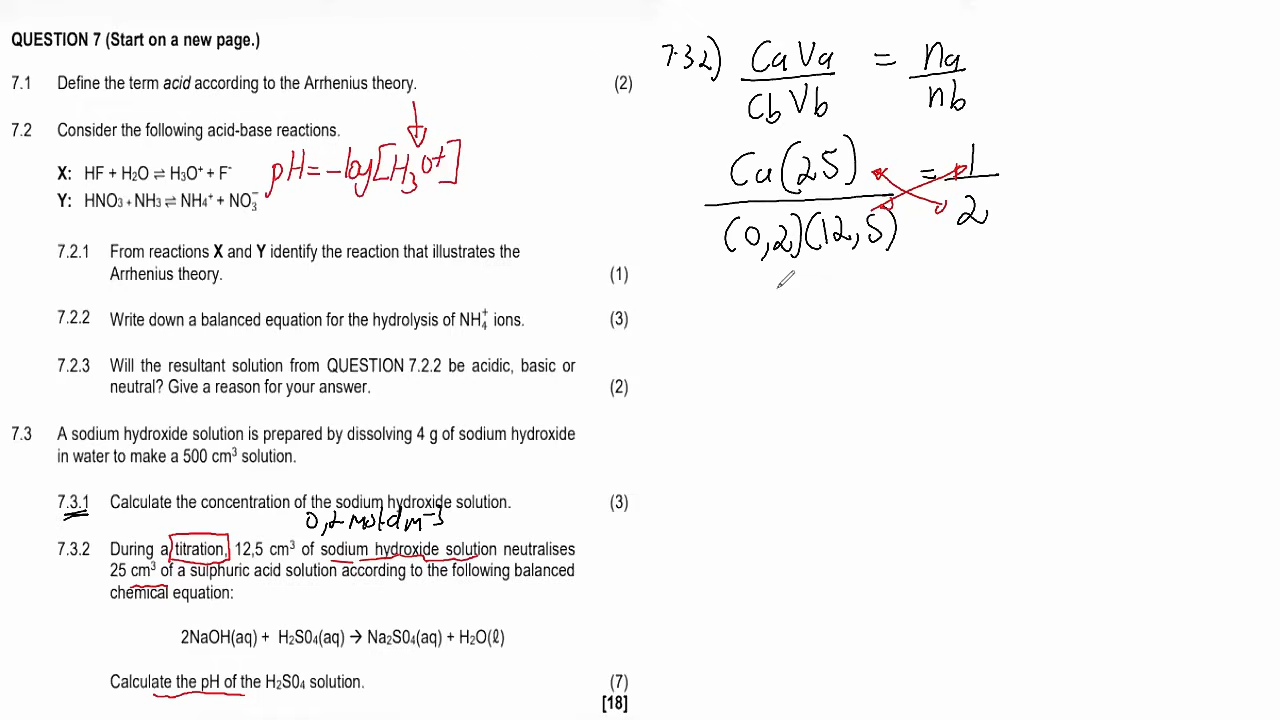 QUESTION 7 (Start on a new page.)
7.1 Define the term acid according to the Arrhenius theory. (2)
7.2 Consider the following acid-base reactions.
X: HF + H2O ⇌ H3O⁺ + F⁻
Y: HNO3 + NH3 ⇌ NH4⁺ + NO3⁻
pH = -log[H3O+]
7.2.1 From reactions X and Y identify the reaction that illustrates the
Arrhenius theory. (1)
7.2.2 Write down a balanced equation for the hydrolysis of NH4⁺ ions. (3)
7.2.3 Will the resultant solution from QUESTION 7.2.2 be acidic, basic or
neutral? Give a reason for your answer. (2)
7.3 A sodium hydroxide solution is prepared by dissolving 4 g of sodium hydroxide
in water to make a 500 cm³ solution.
7.3.1 Calculate the concentration of the sodium hydroxide solution. (3)
0,2 mol dm⁻³
7.3.2 During a titration, 12,5 cm³ of sodium hydroxide solution neutralises
25 cm³ of a sulphuric acid solution according to the following balanced
chemical equation:
2NaOH(aq) + H2S04(aq) → Na2S04(aq) + H2O(ℓ)
Calculate the pH of the H2S04 solution. (7)
[18]
7.3.2) CaVa = na
CbVb nb
Ca(25) = 1
(0,2)(12,5) 2